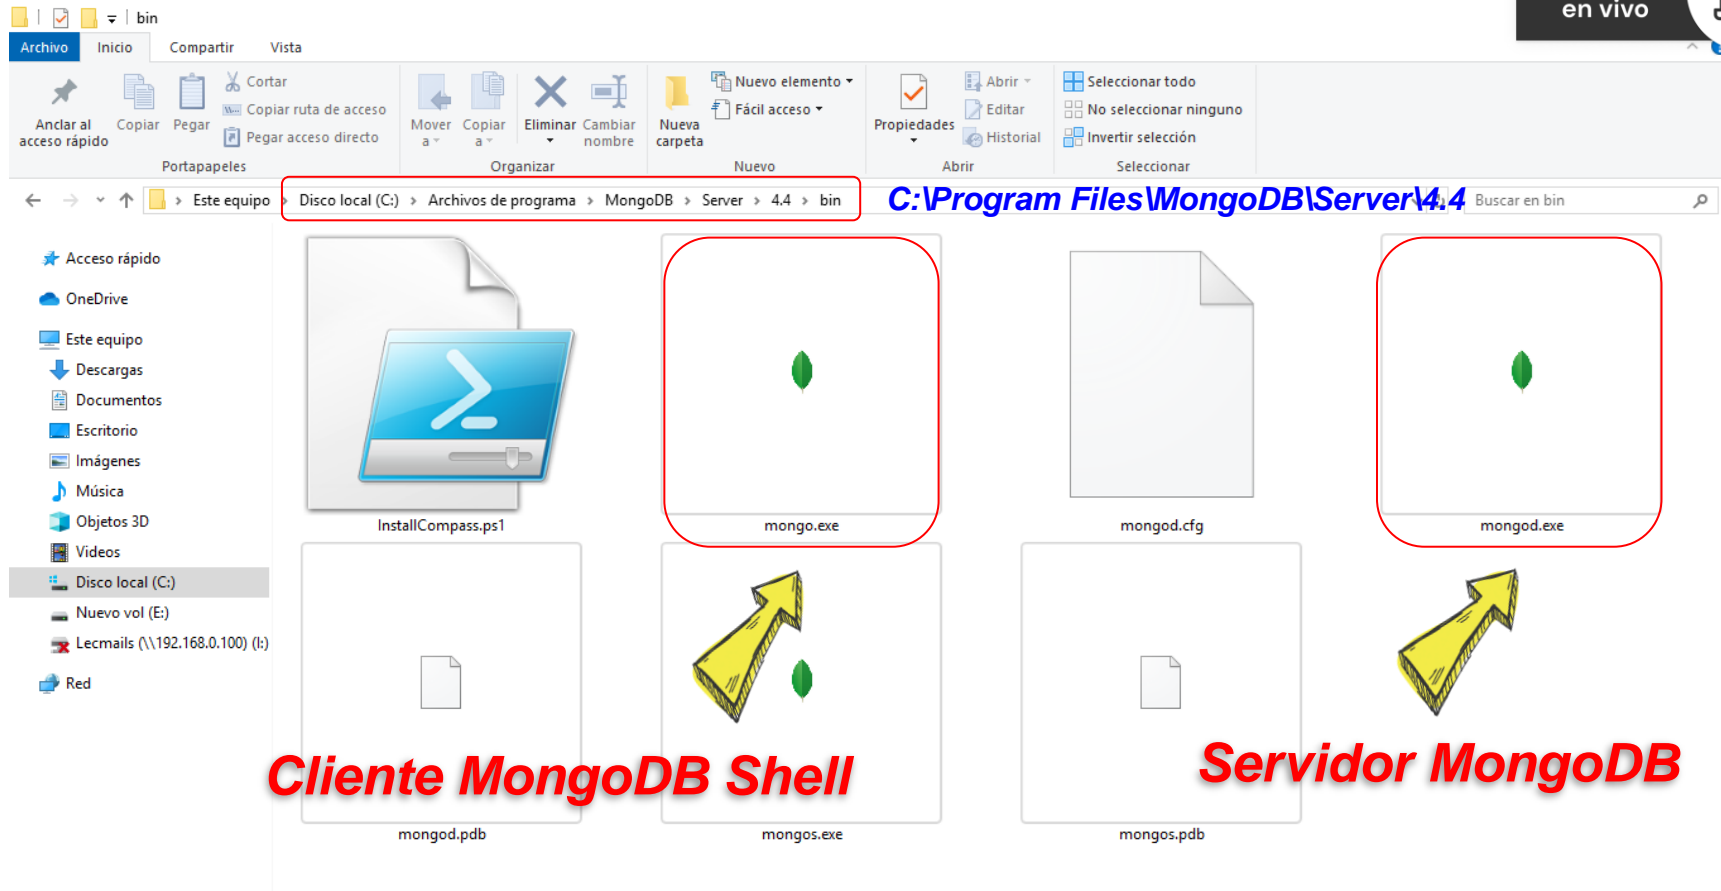 bin
en vivo
Archivo Inicio Compartir Vista
Anclar al acceso rápido
Copiar
Pegar
Cortar
Copiar ruta de acceso
Pegar acceso directo
Portapapeles
Mover a
Copiar a
Eliminar
Cambiar nombre
Organizar
Nueva carpeta
Nuevo elemento
Fácil acceso
Nuevo
Propiedades
Abrir
Editar
Historial
Abrir
Seleccionar todo
No seleccionar ninguno
Invertir selección
Seleccionar
Este equipo > Disco local (C:) > Archivos de programa > MongoDB > Server > 4.4 > bin
C:\Program Files\MongoDB\Server\4.4
Buscar en bin
Acceso rápido
OneDrive
Este equipo
Descargas
Documentos
Escritorio
Imágenes
Música
Objetos 3D
Videos
Disco local (C:)
Nuevo vol (E:)
Lecmails (\\192.168.0.100) (I:)
Red
InstallCompass.ps1
mongo.exe
mongod.cfg
mongod.exe
Cliente MongoDB Shell
Servidor MongoDB
mongod.pdb
mongos.exe
mongos.pdb